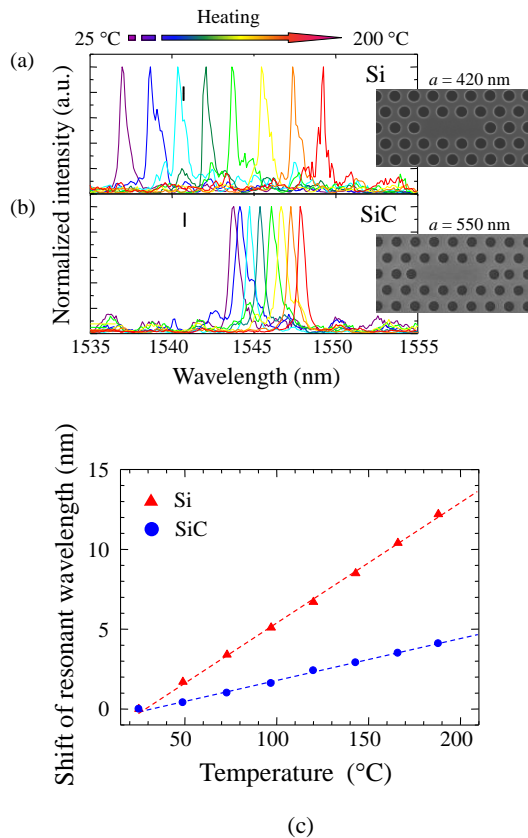 Heating
25 °C
200 °C
(a)
Si
a = 420 nm
I
Normalized intensity (a.u.)
(b)
SiC
a = 550 nm
I
1535
1540
1545
1550
1555
Wavelength (nm)
Shift of resonant wavelength (nm)
15
10
5
0
Si
SiC
50
100
150
200
Temperature (°C)
(c)